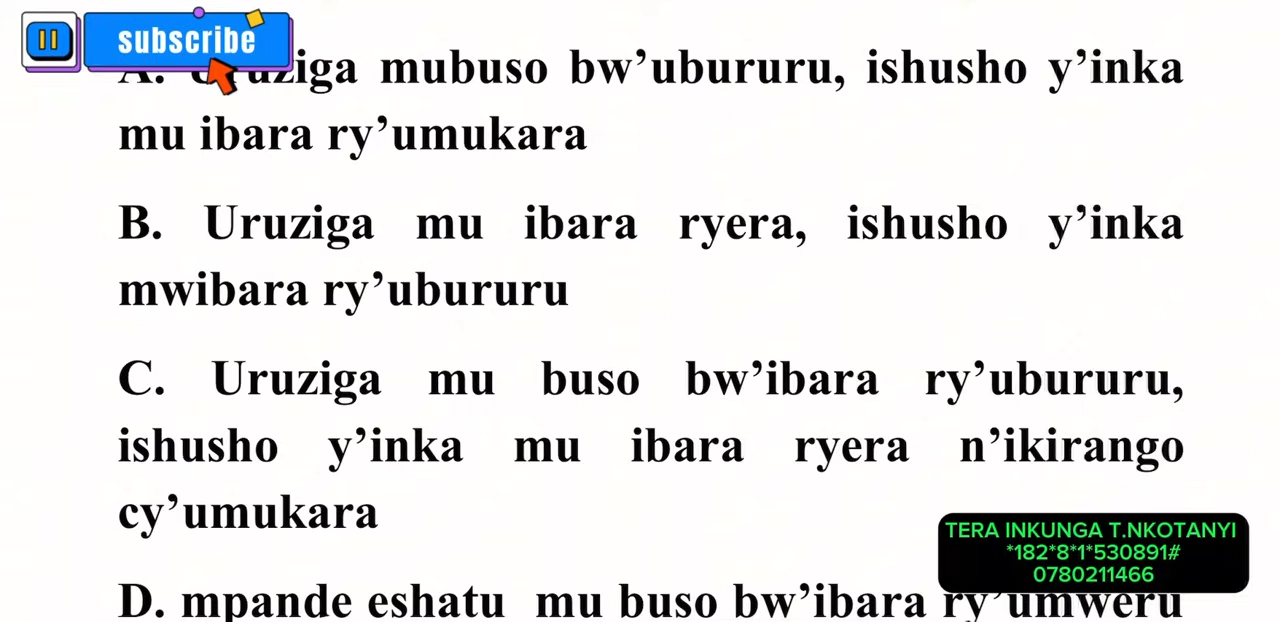 subscribe
A. Uruziga mubuso bw’ubururu, ishusho y’inka
mu ibara ry’umukara
B. Uruziga mu ibara ryera, ishusho y’inka
mwibara ry’ubururu
C. Uruziga mu buso bw’ibara ry’ubururu,
ishusho y’inka mu ibara ryera n’ikirango
cy’umukara
TERA INKUNGA T.NKOTANYI
*182*8*1*530891#
0780211466
D. mpande eshatu mu buso bw’ibara ry’umweru